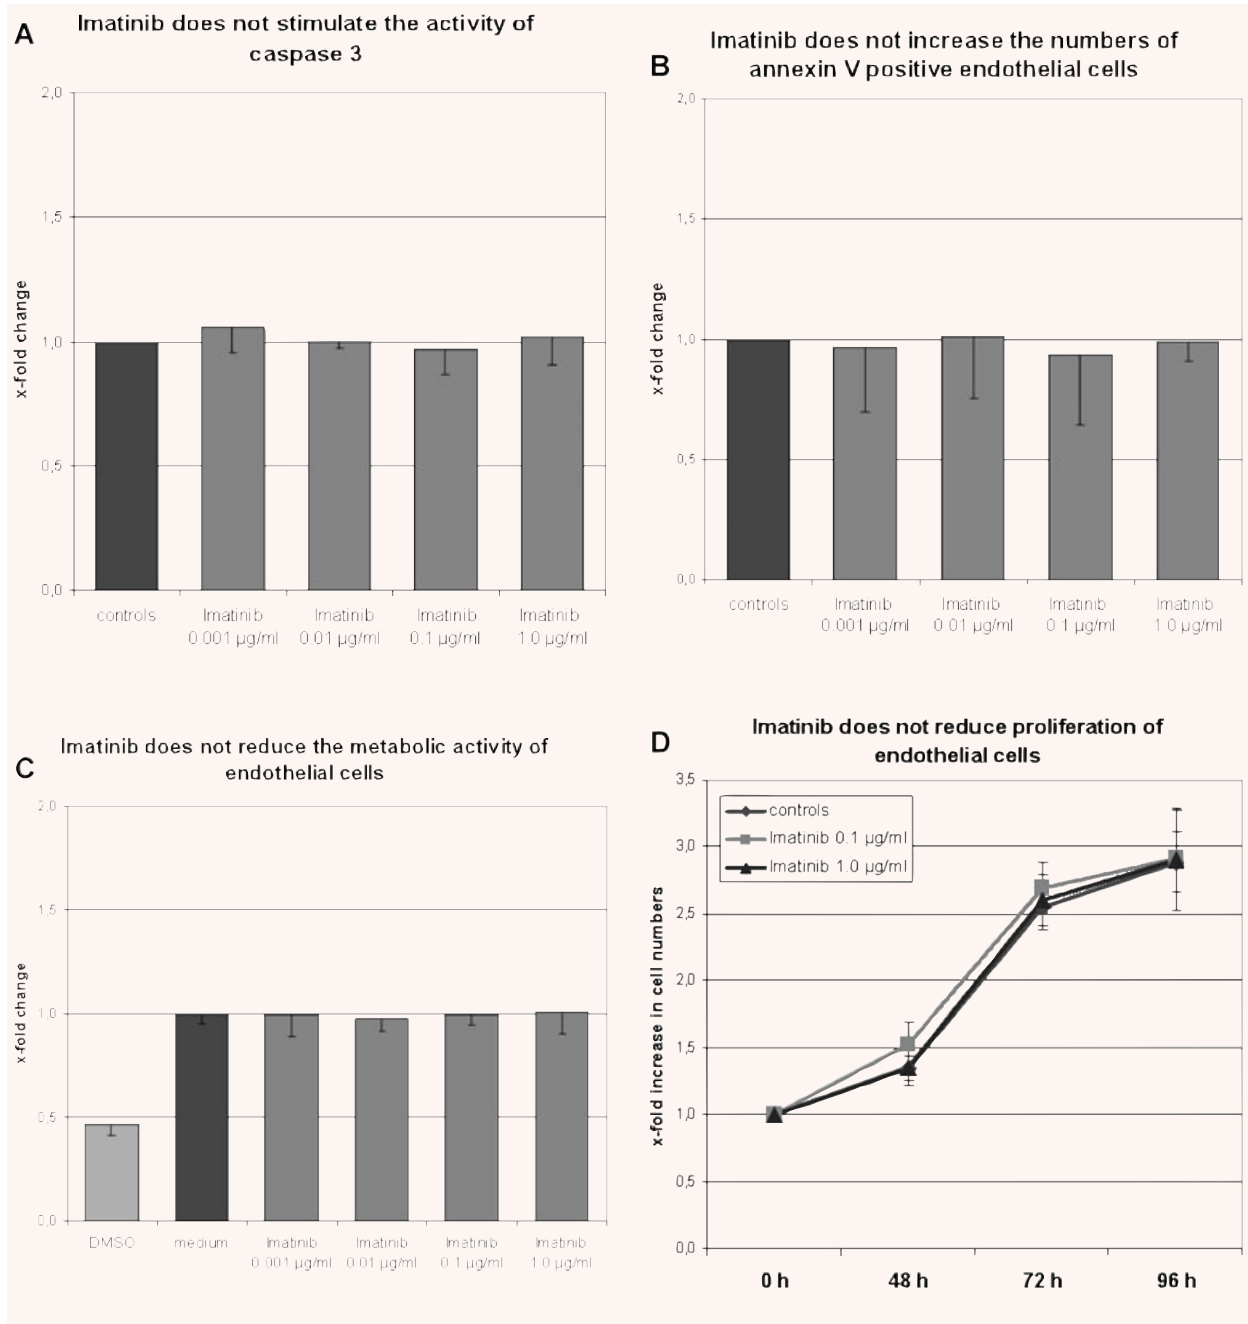 A
Imatinib does not stimulate the activity of
caspase 3
2,0
1,5
1,0
0,5
0,0
x-fold change
controls
Imatinib
0.001 µg/ml
Imatinib
0.01 µg/ml
Imatinib
0.1 µg/ml
Imatinib
1.0 µg/ml
B
Imatinib does not increase the numbers of
annexin V positive endothelial cells
2,0
1,5
1,0
0,5
0,0
x-fold change
controls
Imatinib
0.001 µg/ml
Imatinib
0.01 µg/ml
Imatinib
0.1 µg/ml
Imatinib
1.0 µg/ml
C
Imatinib does not reduce the metabolic activity of
endothelial cells
2,0
1,5
1,0
0,5
0,0
x-fold change
DMSO
medium
Imatinib
0.001 µg/ml
Imatinib
0.01 µg/ml
Imatinib
0.1 µg/ml
Imatinib
1.0 µg/ml
D
Imatinib does not reduce proliferation of
endothelial cells
3,5
3,0
2,5
2,0
1,5
1,0
0,5
0,0
x-fold increase in cell numbers
controls
Imatinib 0.1 µg/ml
Imatinib 1.0 µg/ml
0 h
48 h
72 h
96 h